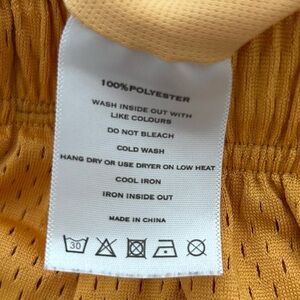 100%POLYESTER
WASH INSIDE OUT WITH
LIKE COLOURS
DO NOT BLEACH
COLD WASH
HANG DRY OR USE DRYER ON LOW HEAT
COOL IRON
IRON INSIDE OUT
MADE IN CHINA
30